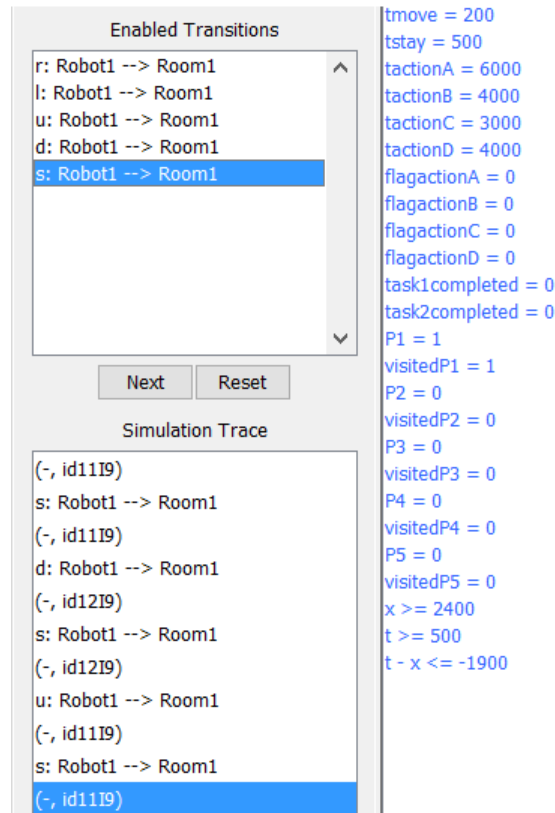 Enabled Transitions
r: Robot1 --> Room1
l: Robot1 --> Room1
u: Robot1 --> Room1
d: Robot1 --> Room1
s: Robot1 --> Room1
Next
Reset
Simulation Trace
(-, id11I9)
s: Robot1 --> Room1
(-, id11I9)
d: Robot1 --> Room1
(-, id12I9)
s: Robot1 --> Room1
(-, id12I9)
u: Robot1 --> Room1
(-, id11I9)
s: Robot1 --> Room1
(-, id11I9)
tmove = 200
tstay = 500
tactionA = 6000
tactionB = 4000
tactionC = 3000
tactionD = 4000
flagactionA = 0
flagactionB = 0
flagactionC = 0
flagactionD = 0
task1completed = 0
task2completed = 0
P1 = 1
visitedP1 = 1
P2 = 0
visitedP2 = 0
P3 = 0
visitedP3 = 0
P4 = 0
visitedP4 = 0
P5 = 0
visitedP5 = 0
x >= 2400
t >= 500
t - x <= -1900